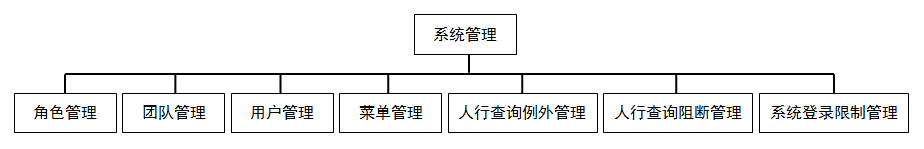 系统管理
角色管理
团队管理
用户管理
菜单管理
人行查询例外管理
人行查询阻断管理
系统登录限制管理